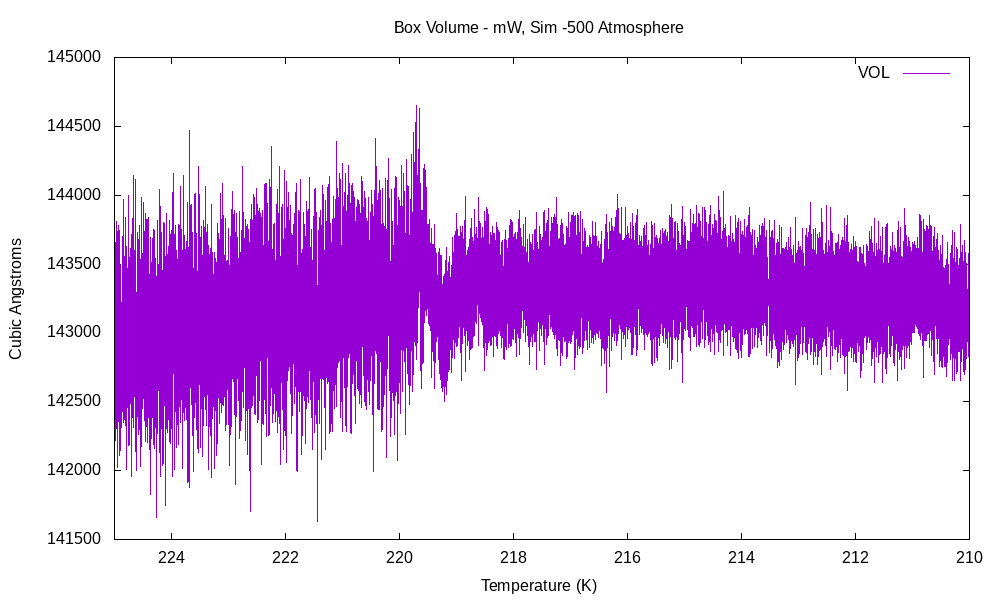 Box Volume - mW, Sim -500 Atmosphere
145000
VOL
144500
144000
143500
143000
142500
142000
141500
Cubic Angstroms
224 222 220 218 216 214 212 210
Temperature (K)